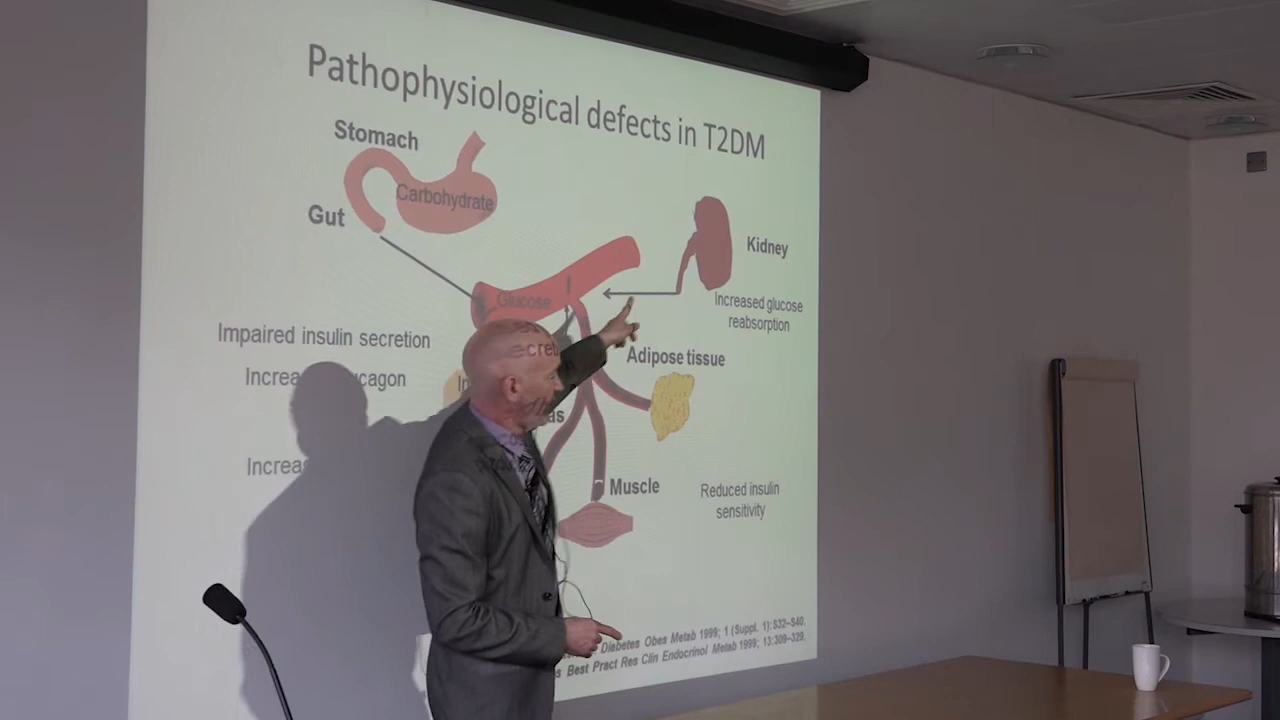 Pathophysiological defects in T2DM
Stomach
Carbohydrate
Gut
Kidney
Glucose
Increased glucose
reabsorption
Impaired insulin secretion
Adipose tissue
Muscle
Reduced insulin
sensitivity
Diabetes Obes Metab 1999; 1 (Suppl. 1):S32–S40.
Best Pract Res Clin Endocrinol Metab 1999; 13:309–329.